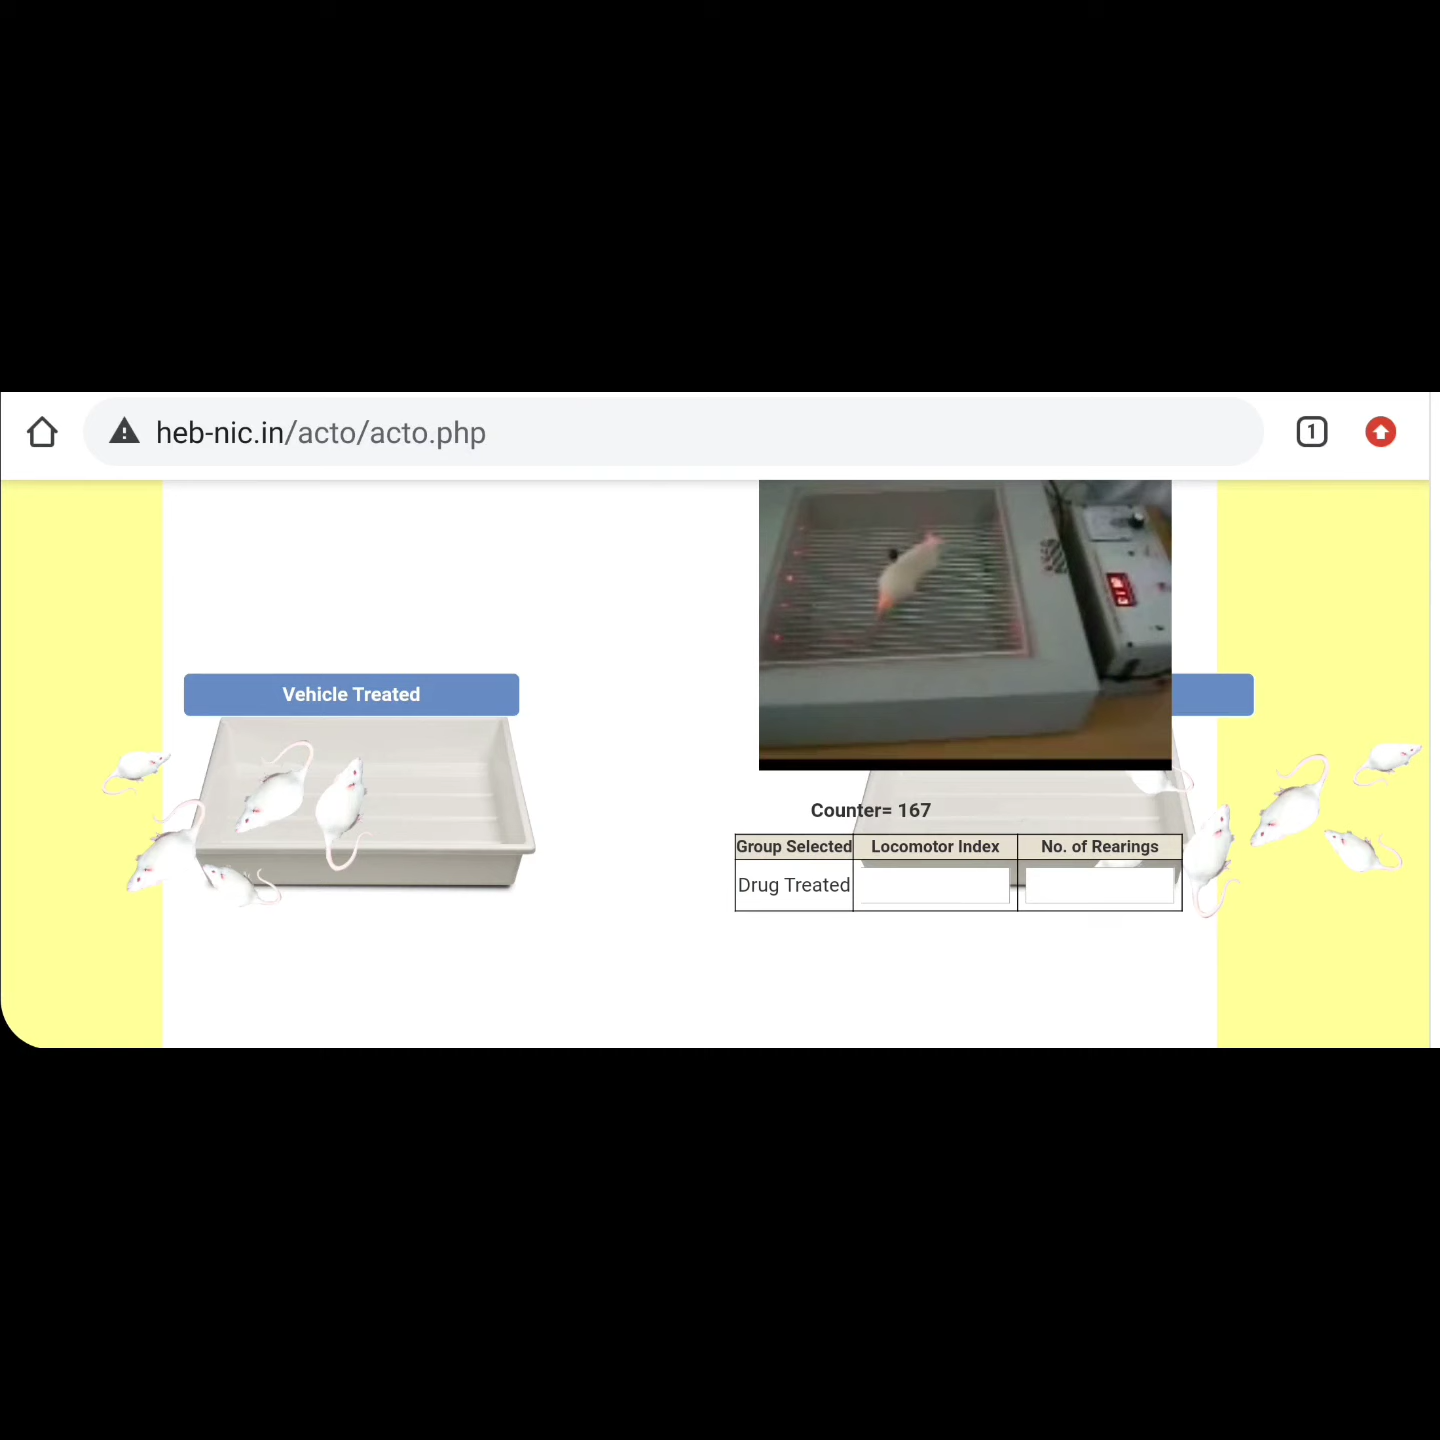 heb-nic.in/acto/acto.php
1
Vehicle Treated
Counter= 167
Group Selected Locomotor Index No. of Rearings
Drug Treated